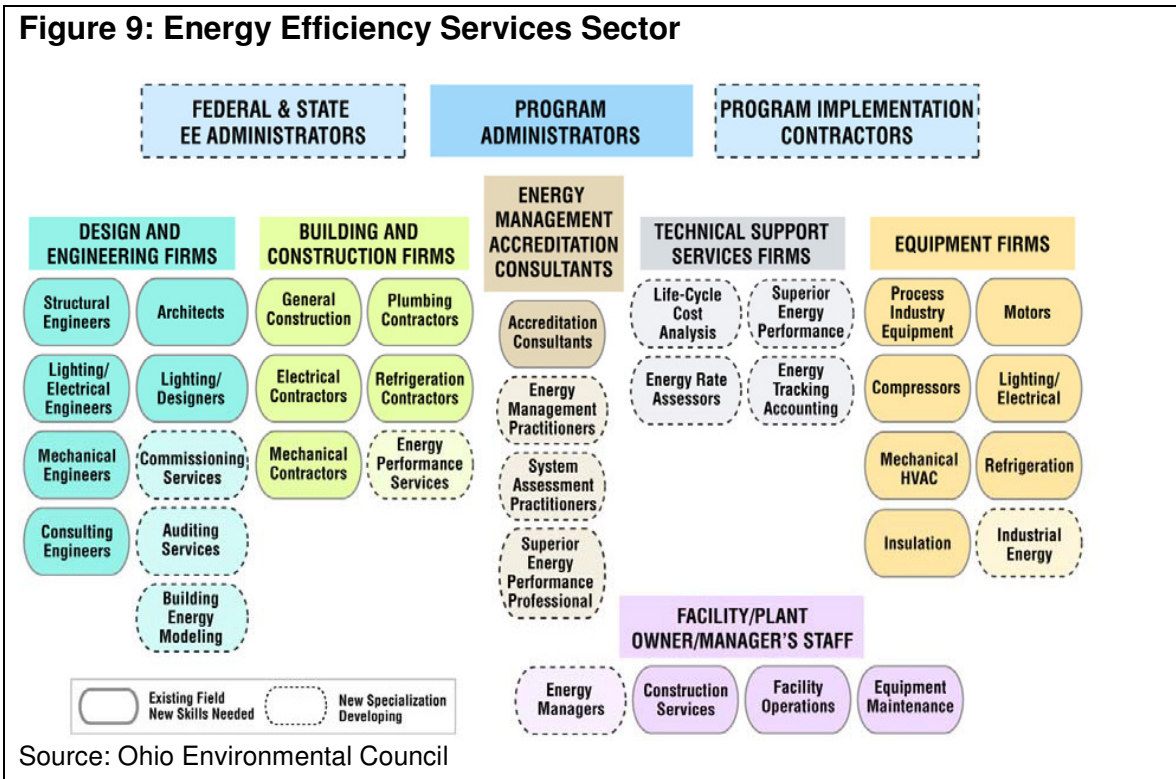 Figure 9: Energy Efficiency Services Sector
FEDERAL & STATE
EE ADMINISTRATORS
PROGRAM
ADMINISTRATORS
PROGRAM IMPLEMENTATION
CONTRACTORS
DESIGN AND
ENGINEERING FIRMS
Structural
Engineers
Architects
Lighting/
Electrical
Engineers
Lighting/
Designers
Mechanical
Engineers
Commissioning
Services
Consulting
Engineers
Auditing
Services
Building
Energy
Modeling
BUILDING AND
CONSTRUCTION FIRMS
General
Construction
Plumbing
Contractors
Electrical
Contractors
Refrigeration
Contractors
Mechanical
Contractors
Energy
Performance
Services
ENERGY
MANAGEMENT
ACCREDITATION
CONSULTANTS
Accreditation
Consultants
Energy
Management
Practitioners
System
Assessment
Practitioners
Superior
Energy
Performance
Professional
TECHNICAL SUPPORT
SERVICES FIRMS
Life-Cycle
Cost
Analysis
Superior
Energy
Performance
Energy Rate
Assessors
Energy
Tracking
Accounting
EQUIPMENT FIRMS
Process
Industry
Equipment
Motors
Compressors
Lighting/
Electrical
Mechanical
HVAC
Refrigeration
Insulation
Industrial
Energy
FACILITY/PLANT
OWNER/MANAGER'S STAFF
Energy
Managers
Construction
Services
Facility
Operations
Equipment
Maintenance
Existing Field
New Skills Needed
New Specialization
Developing
Source: Ohio Environmental Council